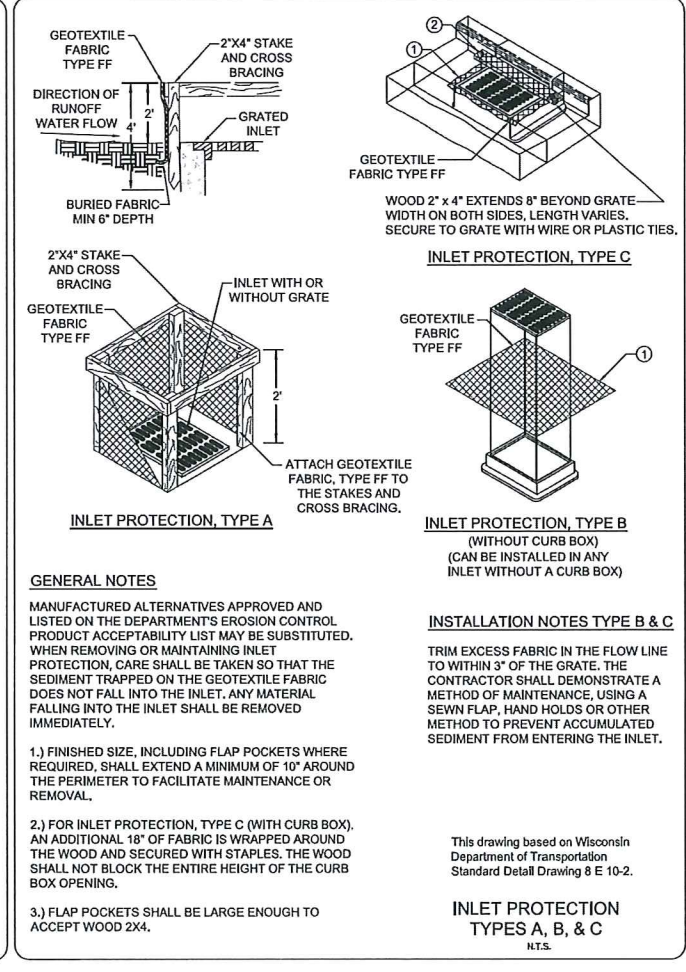 GEOTEXTILE
FABRIC
TYPE FF
2"X4" STAKE
AND CROSS
BRACING
DIRECTION OF
RUNOFF
WATER FLOW
4'
2'
GRATED
INLET
BURIED FABRIC
MIN 6" DEPTH
2
1
GEOTEXTILE
FABRIC TYPE FF
WOOD 2" x 4" EXTENDS 8" BEYOND GRATE
WIDTH ON BOTH SIDES, LENGTH VARIES.
SECURE TO GRATE WITH WIRE OR PLASTIC TIES.
INLET PROTECTION, TYPE C
2"X4" STAKE
AND CROSS
BRACING
GEOTEXTILE
FABRIC
TYPE FF
INLET WITH OR
WITHOUT GRATE
2'
ATTACH GEOTEXTILE
FABRIC, TYPE FF TO
THE STAKES AND
CROSS BRACING.
INLET PROTECTION, TYPE A
GEOTEXTILE
FABRIC
TYPE FF
1
INLET PROTECTION, TYPE B
(WITHOUT CURB BOX)
(CAN BE INSTALLED IN ANY
INLET WITHOUT A CURB BOX)
GENERAL NOTES
MANUFACTURED ALTERNATIVES APPROVED AND
LISTED ON THE DEPARTMENT'S EROSION CONTROL
PRODUCT ACCEPTABILITY LIST MAY BE SUBSTITUTED.
WHEN REMOVING OR MAINTAINING INLET
PROTECTION, CARE SHALL BE TAKEN SO THAT THE
SEDIMENT TRAPPED ON THE GEOTEXTILE FABRIC
DOES NOT FALL INTO THE INLET. ANY MATERIAL
FALLING INTO THE INLET SHALL BE REMOVED
IMMEDIATELY.
1.) FINISHED SIZE, INCLUDING FLAP POCKETS WHERE
REQUIRED, SHALL EXTEND A MINIMUM OF 10" AROUND
THE PERIMETER TO FACILITATE MAINTENANCE OR
REMOVAL.
2.) FOR INLET PROTECTION, TYPE C (WITH CURB BOX),
AN ADDITIONAL 18" OF FABRIC IS WRAPPED AROUND
THE WOOD AND SECURED WITH STAPLES. THE WOOD
SHALL NOT BLOCK THE ENTIRE HEIGHT OF THE CURB
BOX OPENING.
3.) FLAP POCKETS SHALL BE LARGE ENOUGH TO
ACCEPT WOOD 2X4.
INSTALLATION NOTES TYPE B & C
TRIM EXCESS FABRIC IN THE FLOW LINE
TO WITHIN 3" OF THE GRATE. THE
CONTRACTOR SHALL DEMONSTRATE A
METHOD OF MAINTENANCE, USING A
SEWN FLAP, HAND HOLDS OR OTHER
METHOD TO PREVENT ACCUMULATED
SEDIMENT FROM ENTERING THE INLET.
This drawing based on Wisconsin
Department of Transportation
Standard Detail Drawing 8 E 10-2.
INLET PROTECTION
TYPES A, B, & C
N.T.S.